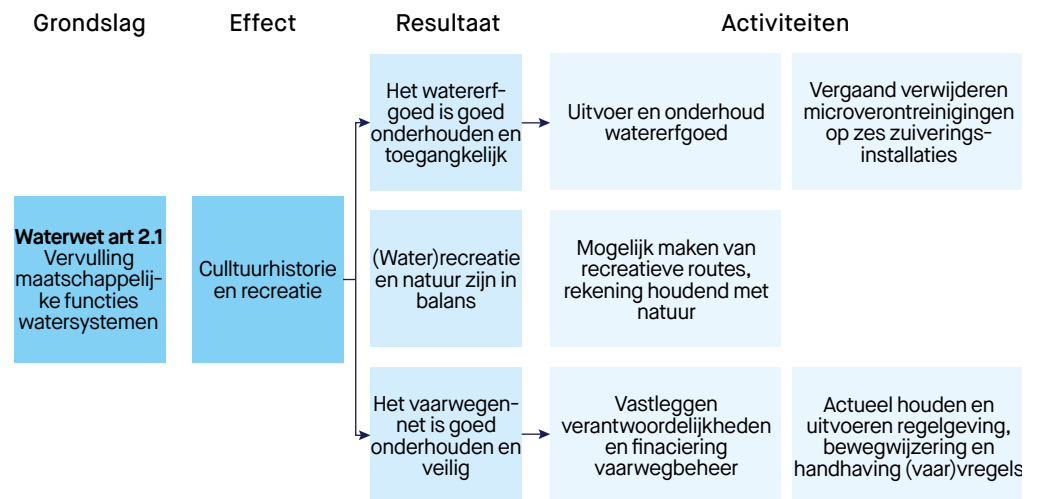 Grondslag
Effect
Resultaat
Activiteiten
Waterwet art 2.1
Vervulling
maatschappelij-
ke functies
watersystemen
Culltuurhistorie
en recreatie
Het watererf-
goed is goed
onderhouden en
toegangkelijk
Uitvoer en onderhoud
watererfgoed
Vergaand verwijderen
microverontreinigingen
op zes zuiverings-
installaties
(Water)recreatie
en natuur zijn in
balans
Mogelijk maken van
recreatieve routes,
rekening houdend met
natuur
Het vaarwegen-
net is goed
onderhouden en
veilig
Vastleggen
verantwoordelijkheden
en finaciering
vaarwegbeheer
Actueel houden en
uitvoeren regelgeving,
bewegwijzering en
handhaving (vaar)vregels